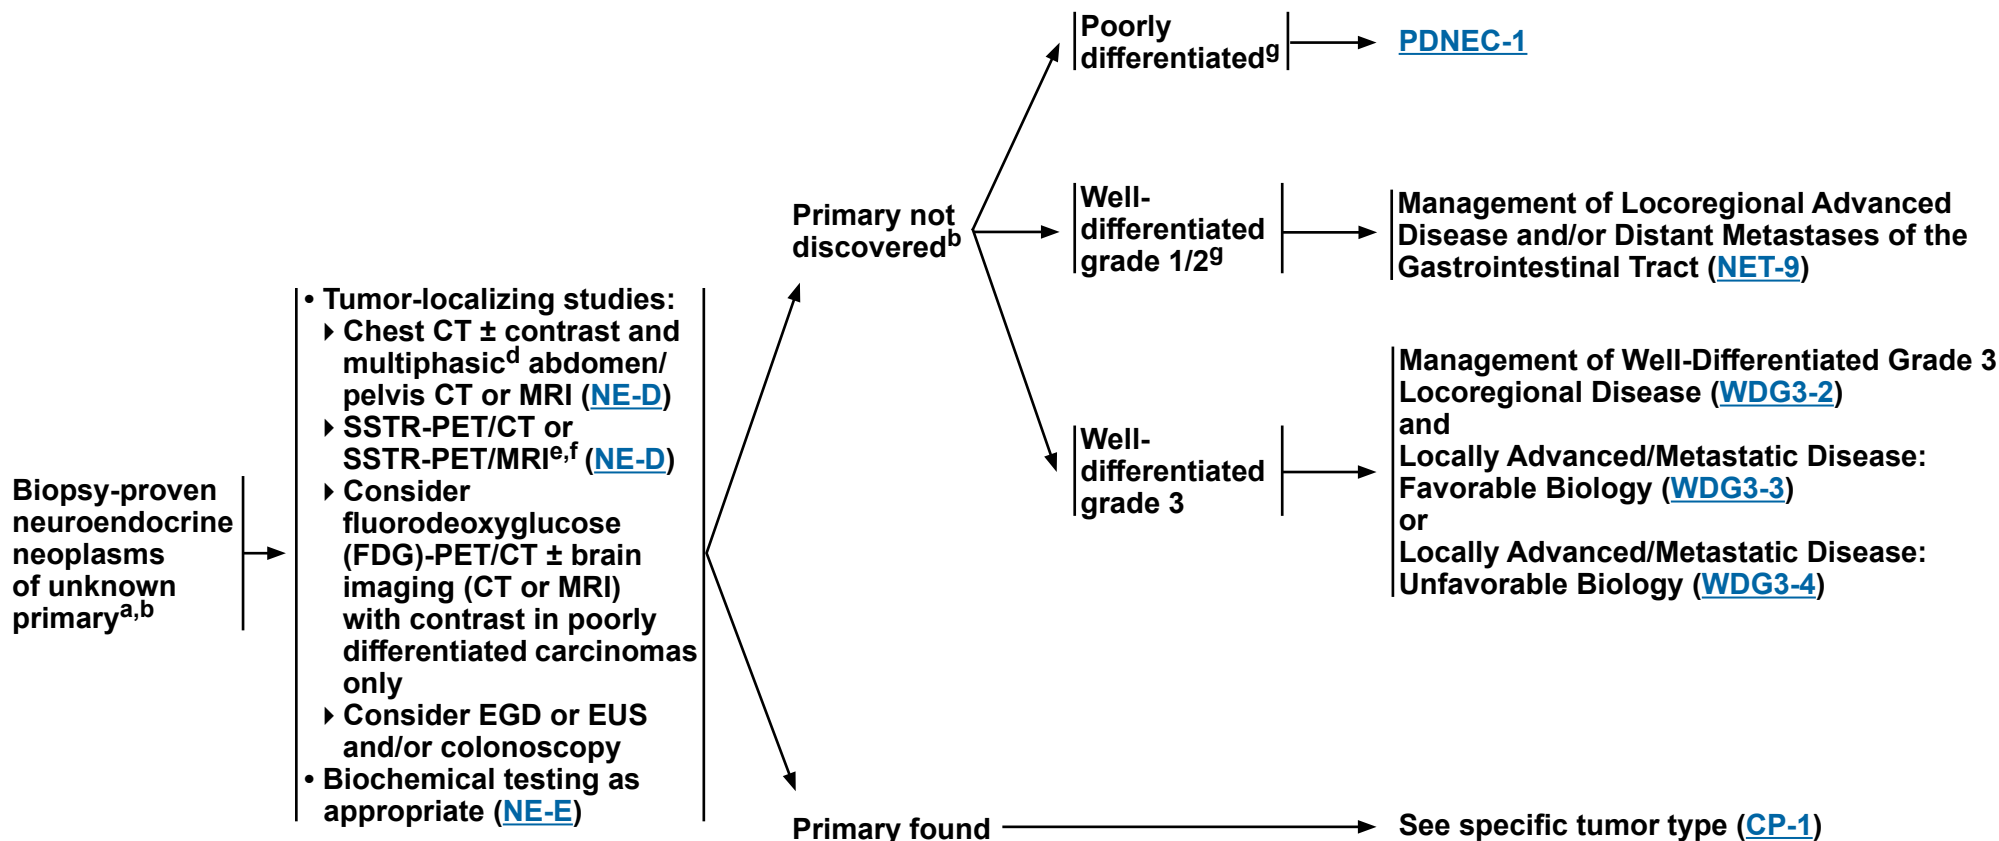 Biopsy-proven
neuroendocrine
neoplasms
of unknown
primarya,b
• Tumor-localizing studies:
Chest CT ± contrast and
multiphasicd abdomen/
pelvis CT or MRI (NE-D)
SSTR-PET/CT or
SSTR-PET/MRIe,f (NE-D)
Consider
fluorodeoxyglucose
(FDG)-PET/CT ± brain
imaging (CT or MRI)
with contrast in poorly
differentiated carcinomas
only
Consider EGD or EUS
and/or colonoscopy
• Biochemical testing as
appropriate (NE-E)
Primary not
discoveredb
Poorly
differentiatedg
PDNEC-1
Well-
differentiated
grade 1/2g
Management of Locoregional Advanced
Disease and/or Distant Metastases of the
Gastrointestinal Tract (NET-9)
Well-
differentiated
grade 3
Management of Well-Differentiated Grade 3
Locoregional Disease (WDG3-2)
and
Locally Advanced/Metastatic Disease:
Favorable Biology (WDG3-3)
or
Locally Advanced/Metastatic Disease:
Unfavorable Biology (WDG3-4)
Primary found
See specific tumor type (CP-1)